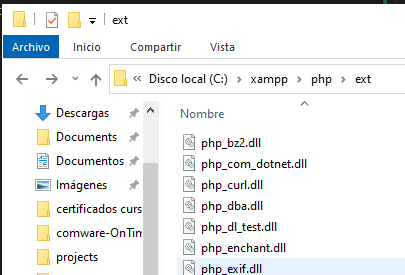 ext
Archivo Inicio Compartir Vista
Disco local (C:) xampp php ext
Descargas
Documents
Documentos
Imágenes
certificados curs
comware-OnTim
projects
Nombre
php_bz2.dll
php_com_dotnet.dll
php_curl.dll
php_dba.dll
php_dl_test.dll
php_enchant.dll
php_exif.dll